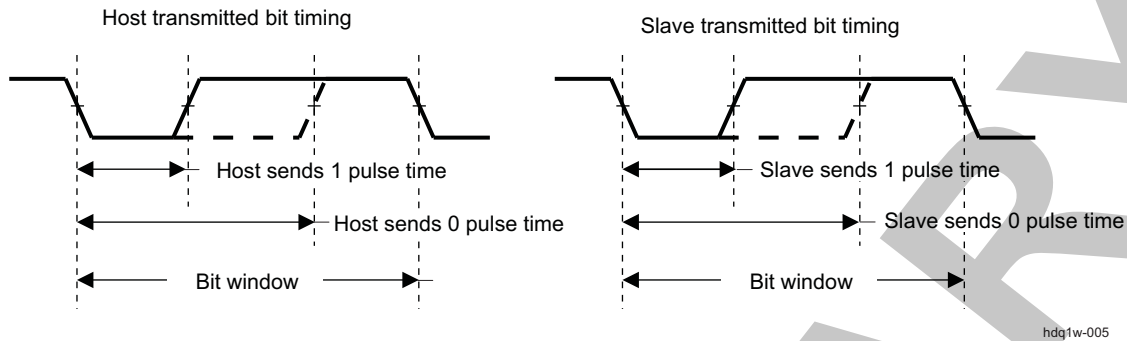 Host transmitted bit timing
Slave transmitted bit timing
Host sends 1 pulse time
Slave sends 1 pulse time
Host sends 0 pulse time
Slave sends 0 pulse time
Bit window
Bit window
hdq1w-005